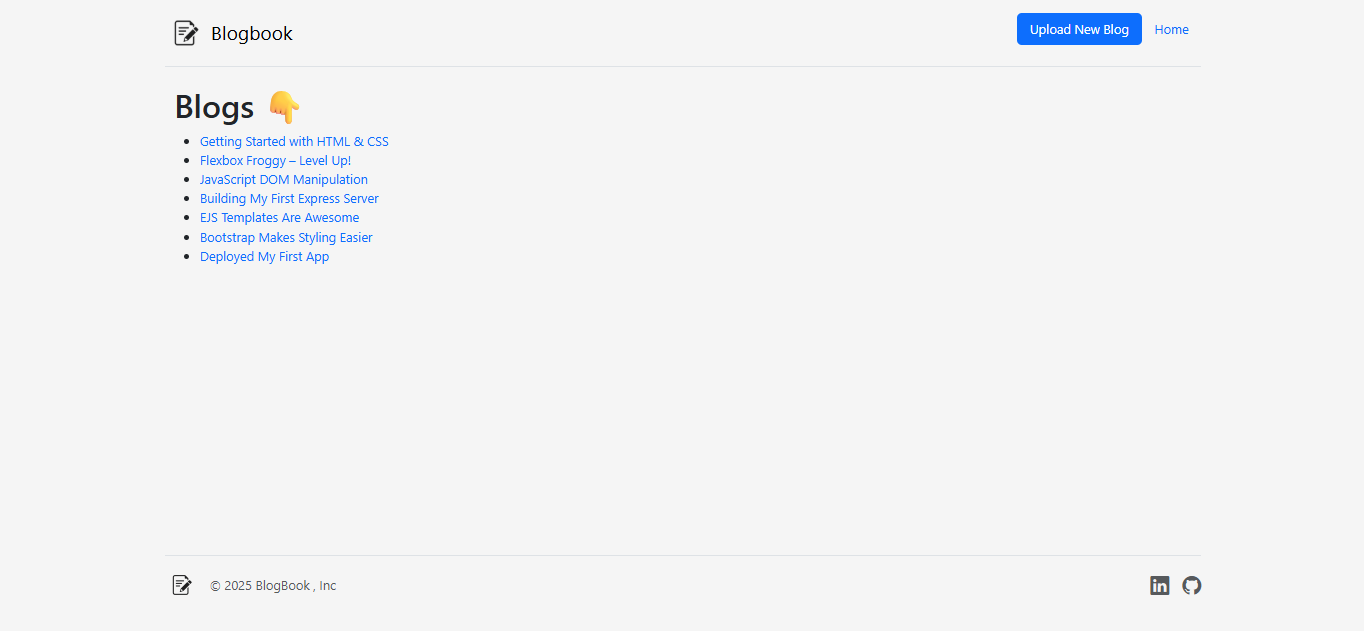 Blogbook
Upload New Blog
Home
Blogs 👇
Getting Started with HTML & CSS
Flexbox Froggy – Level Up!
JavaScript DOM Manipulation
Building My First Express Server
EJS Templates Are Awesome
Bootstrap Makes Styling Easier
Deployed My First App
© 2025 BlogBook , Inc
in